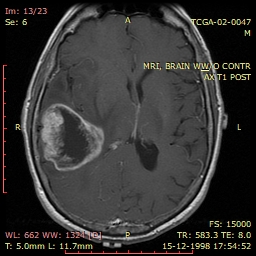 Im: 13/23
Se: 6
A
TCGA-02-0047
M
MRI, BRAIN WW/O CONTR
AX T1 POST
R
L
WL: 662 WW: 1324 [D]
T: 5.0mm L: 11.7mm
P
FS: 15000
TR: 583.3 TE: 8.0
15-12-1998 17:54:52